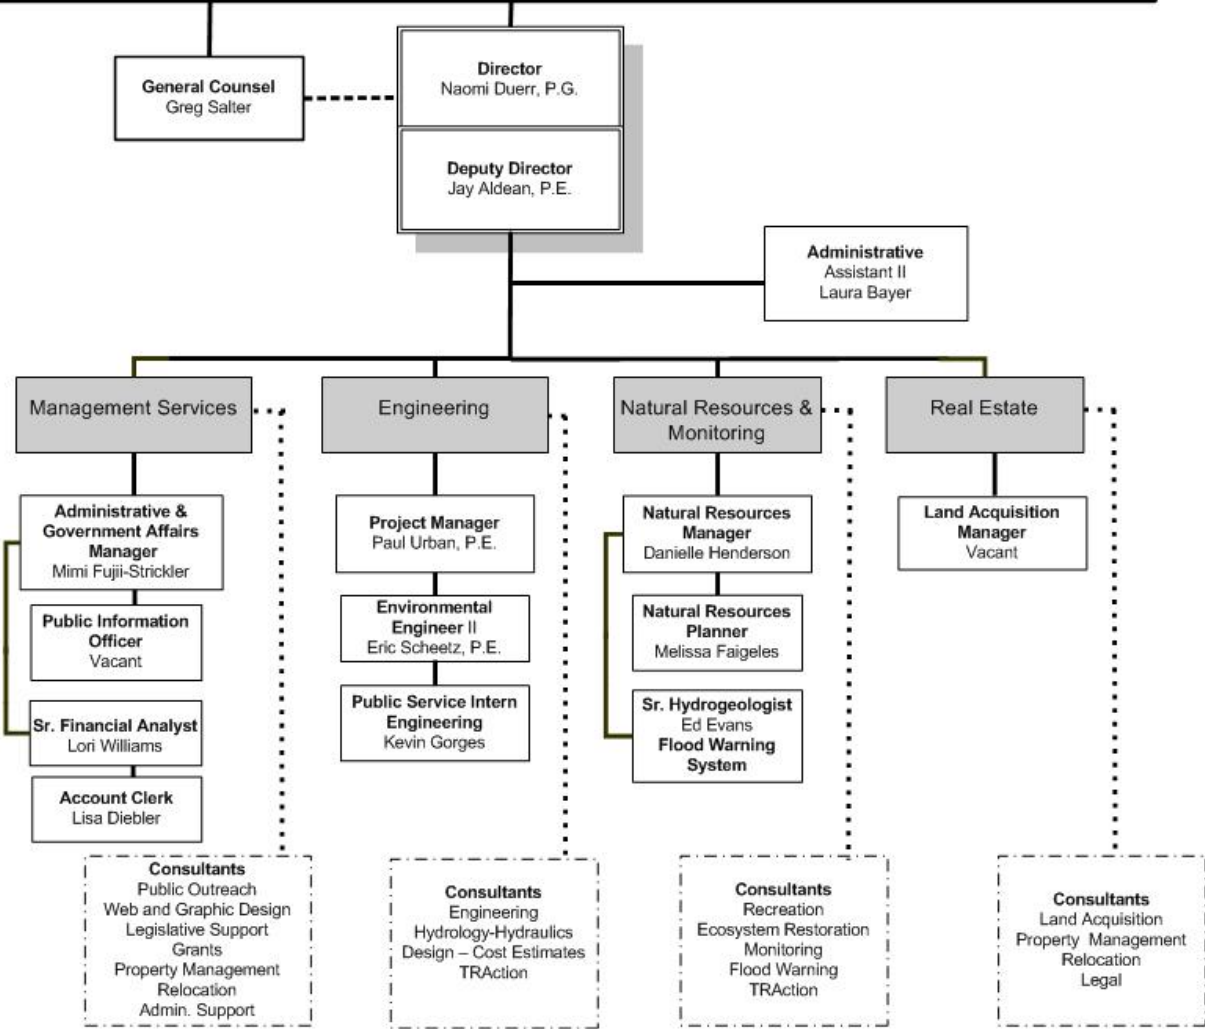 General Counsel
Greg Salter
Director
Naomi Duerr, P.G.
Deputy Director
Jay Aldean, P.E.
Administrative
Assistant II
Laura Bayer
Management Services
Engineering
Natural Resources &
Monitoring
Real Estate
Administrative &
Government Affairs
Manager
Mimi Fujii-Strickler
Public Information
Officer
Vacant
Sr. Financial Analyst
Lori Williams
Account Clerk
Lisa Diebler
Project Manager
Paul Urban, P.E.
Environmental
Engineer II
Eric Scheetz, P.E.
Public Service Intern
Engineering
Kevin Gorges
Natural Resources
Manager
Danielle Henderson
Natural Resources
Planner
Melissa Faigeles
Sr. Hydrogeologist
Ed Evans
Flood Warning
System
Land Acquisition
Manager
Vacant
Consultants
Public Outreach
Web and Graphic Design
Legislative Support
Grants
Property Management
Relocation
Admin. Support
Consultants
Engineering
Hydrology-Hydraulics
Design – Cost Estimates
TRAction
Consultants
Recreation
Ecosystem Restoration
Monitoring
Flood Warning
TRAction
Consultants
Land Acquisition
Property Management
Relocation
Legal